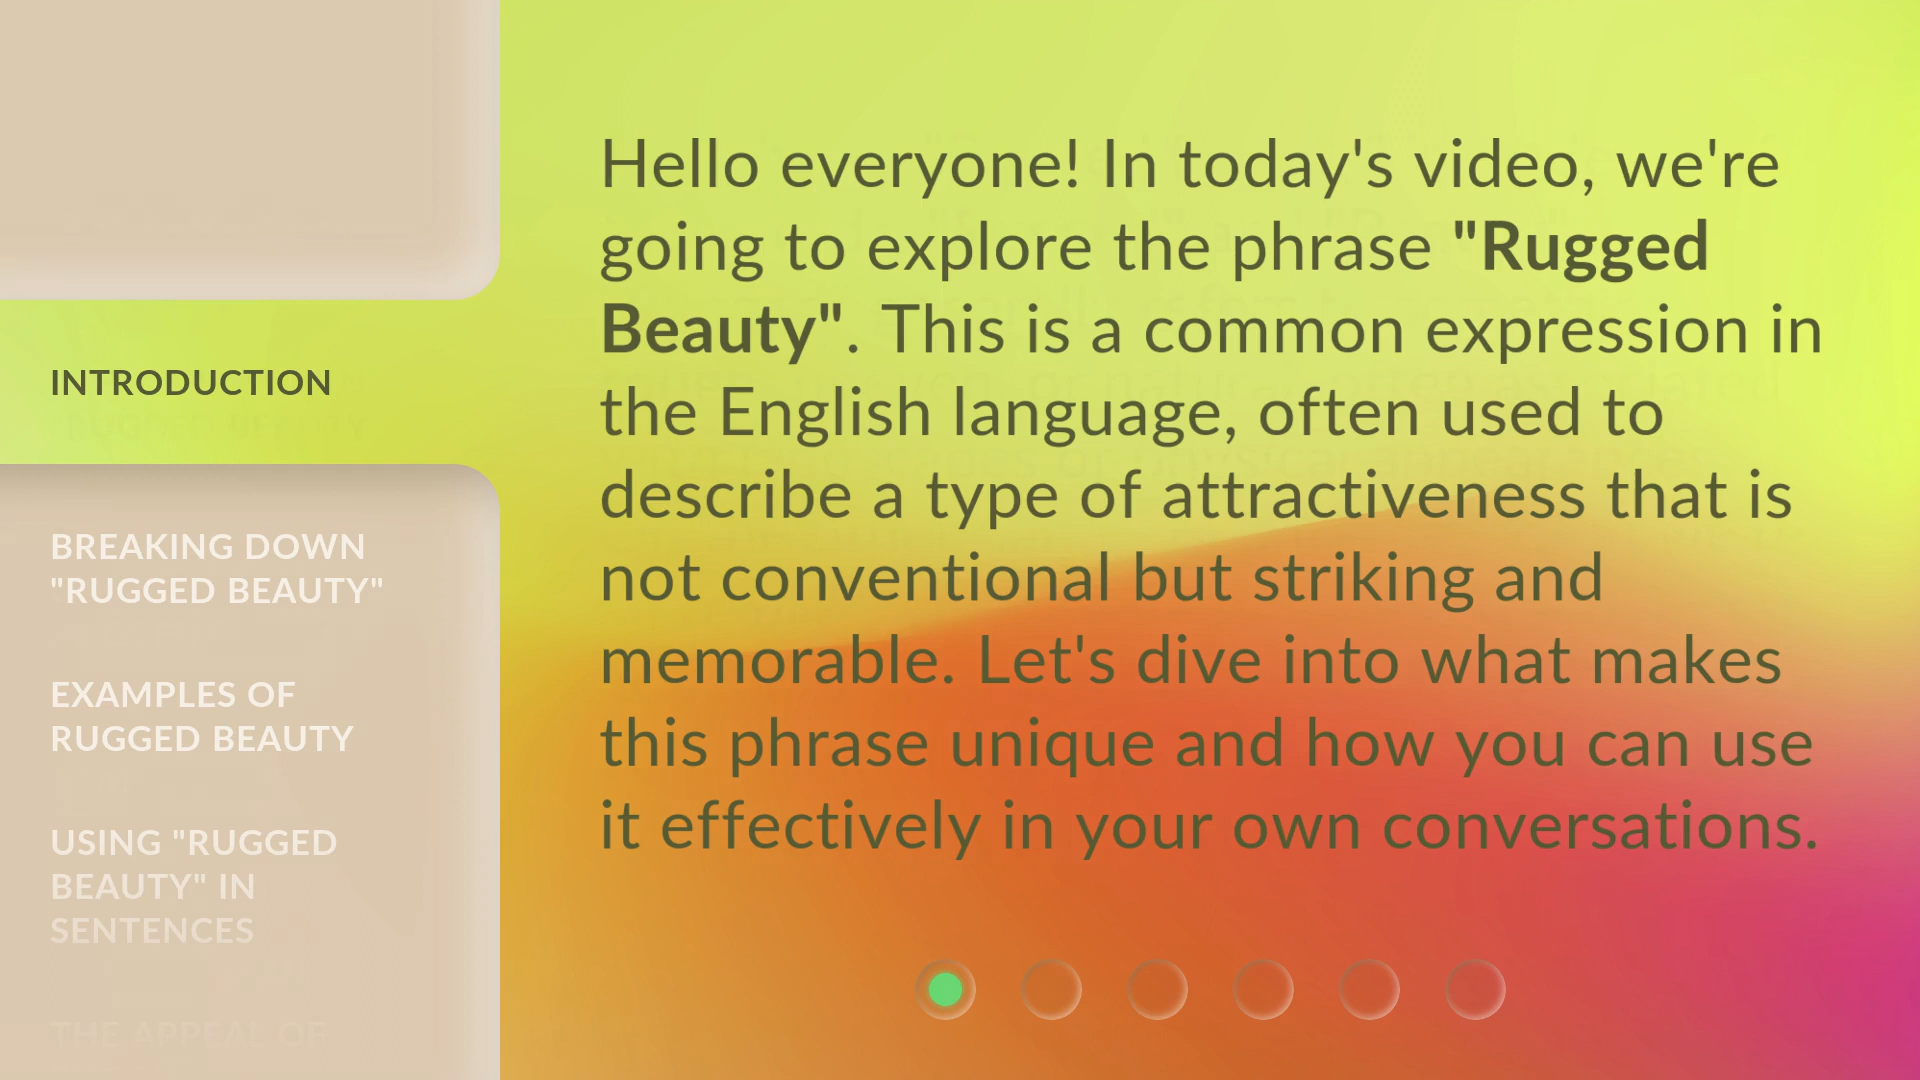 INTRODUCTION
BREAKING DOWN
"RUGGED BEAUTY"
EXAMPLES OF
RUGGED BEAUTY
USING "RUGGED
BEAUTY" IN
SENTENCES
THE APPEAL OF
Hello everyone! In today's video, we're
going to explore the phrase "Rugged
Beauty". This is a common expression in
the English language, often used to
describe a type of attractiveness that is
not conventional but striking and
memorable. Let's dive into what makes
this phrase unique and how you can use
it effectively in your own conversations.